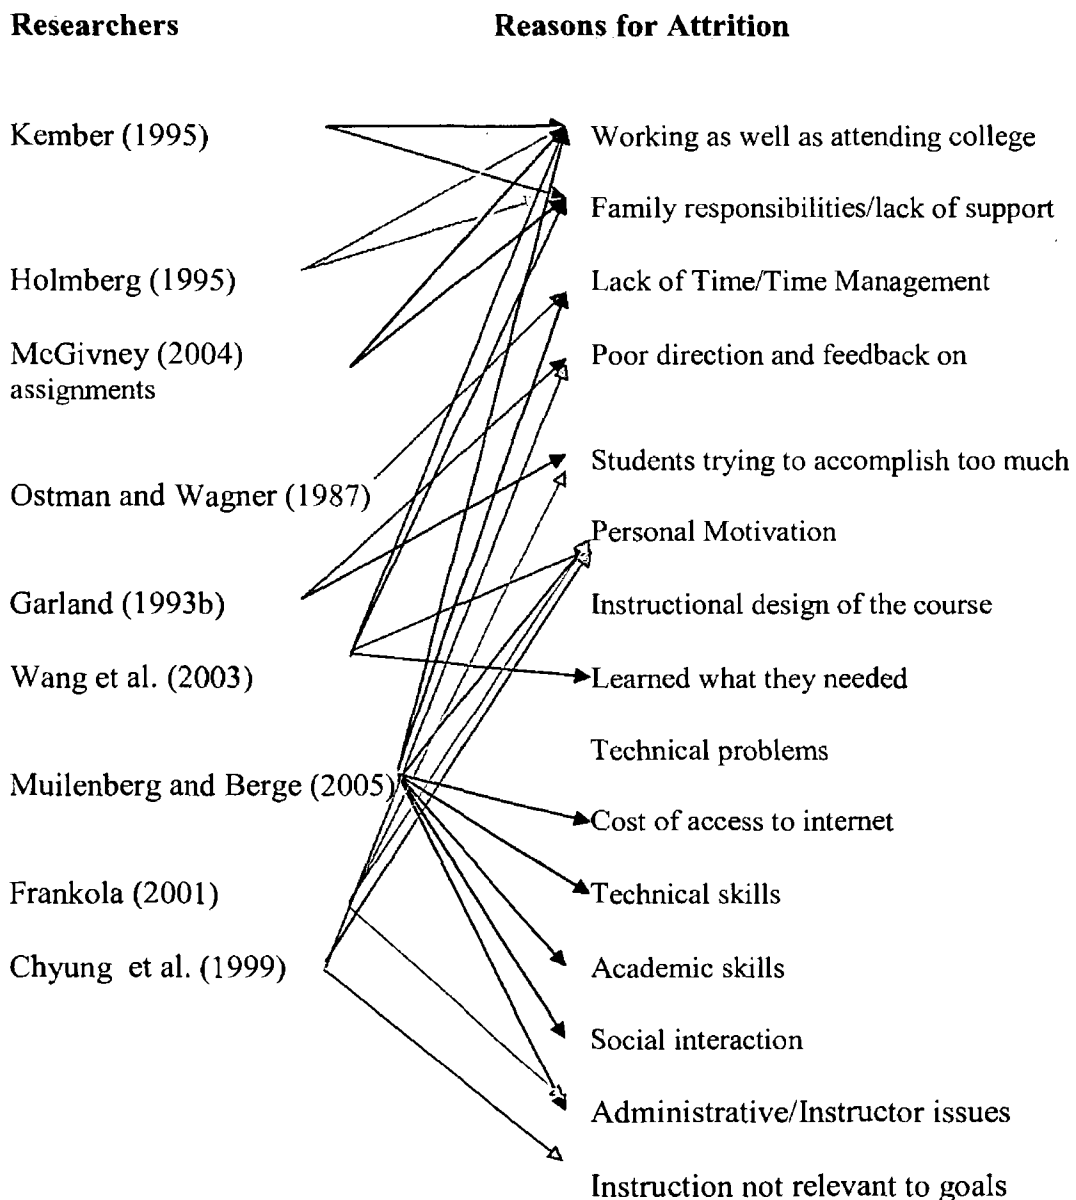 Researchers Reasons for Attrition
Kember (1995) Working as well as attending college
Family responsibilities/lack of support
Holmberg (1995) Lack of Time/Time Management
McGivney (2004) Poor direction and feedback on
assignments
Students trying to accomplish too much
Ostman and Wagner (1987)
Personal Motivation
Garland (1993b) Instructional design of the course
Wang et al. (2003) Learned what they needed
Technical problems
Muilenberg and Berge (2005)
Cost of access to internet
Frankola (2001) Technical skills
Chyung et al. (1999) Academic skills
Social interaction
Administrative/Instructor issues
Instruction not relevant to goals